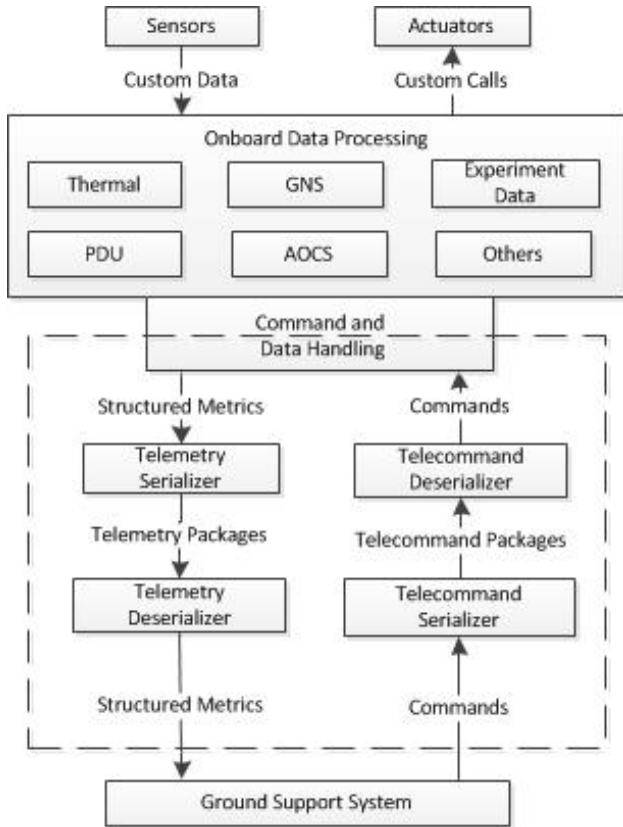 Sensors
Actuators
Custom Data
Custom Calls
Onboard Data Processing
Thermal
GNS
Experiment
Data
PDU
AOCS
Others
Command and
Data Handling
Structured Metrics
Commands
Telemetry
Serializer
Telecommand
Deserializer
Telemetry Packages
Telecommand Packages
Telemetry
Deserializer
Telecommand
Serializer
Structured Metrics
Commands
Ground Support System